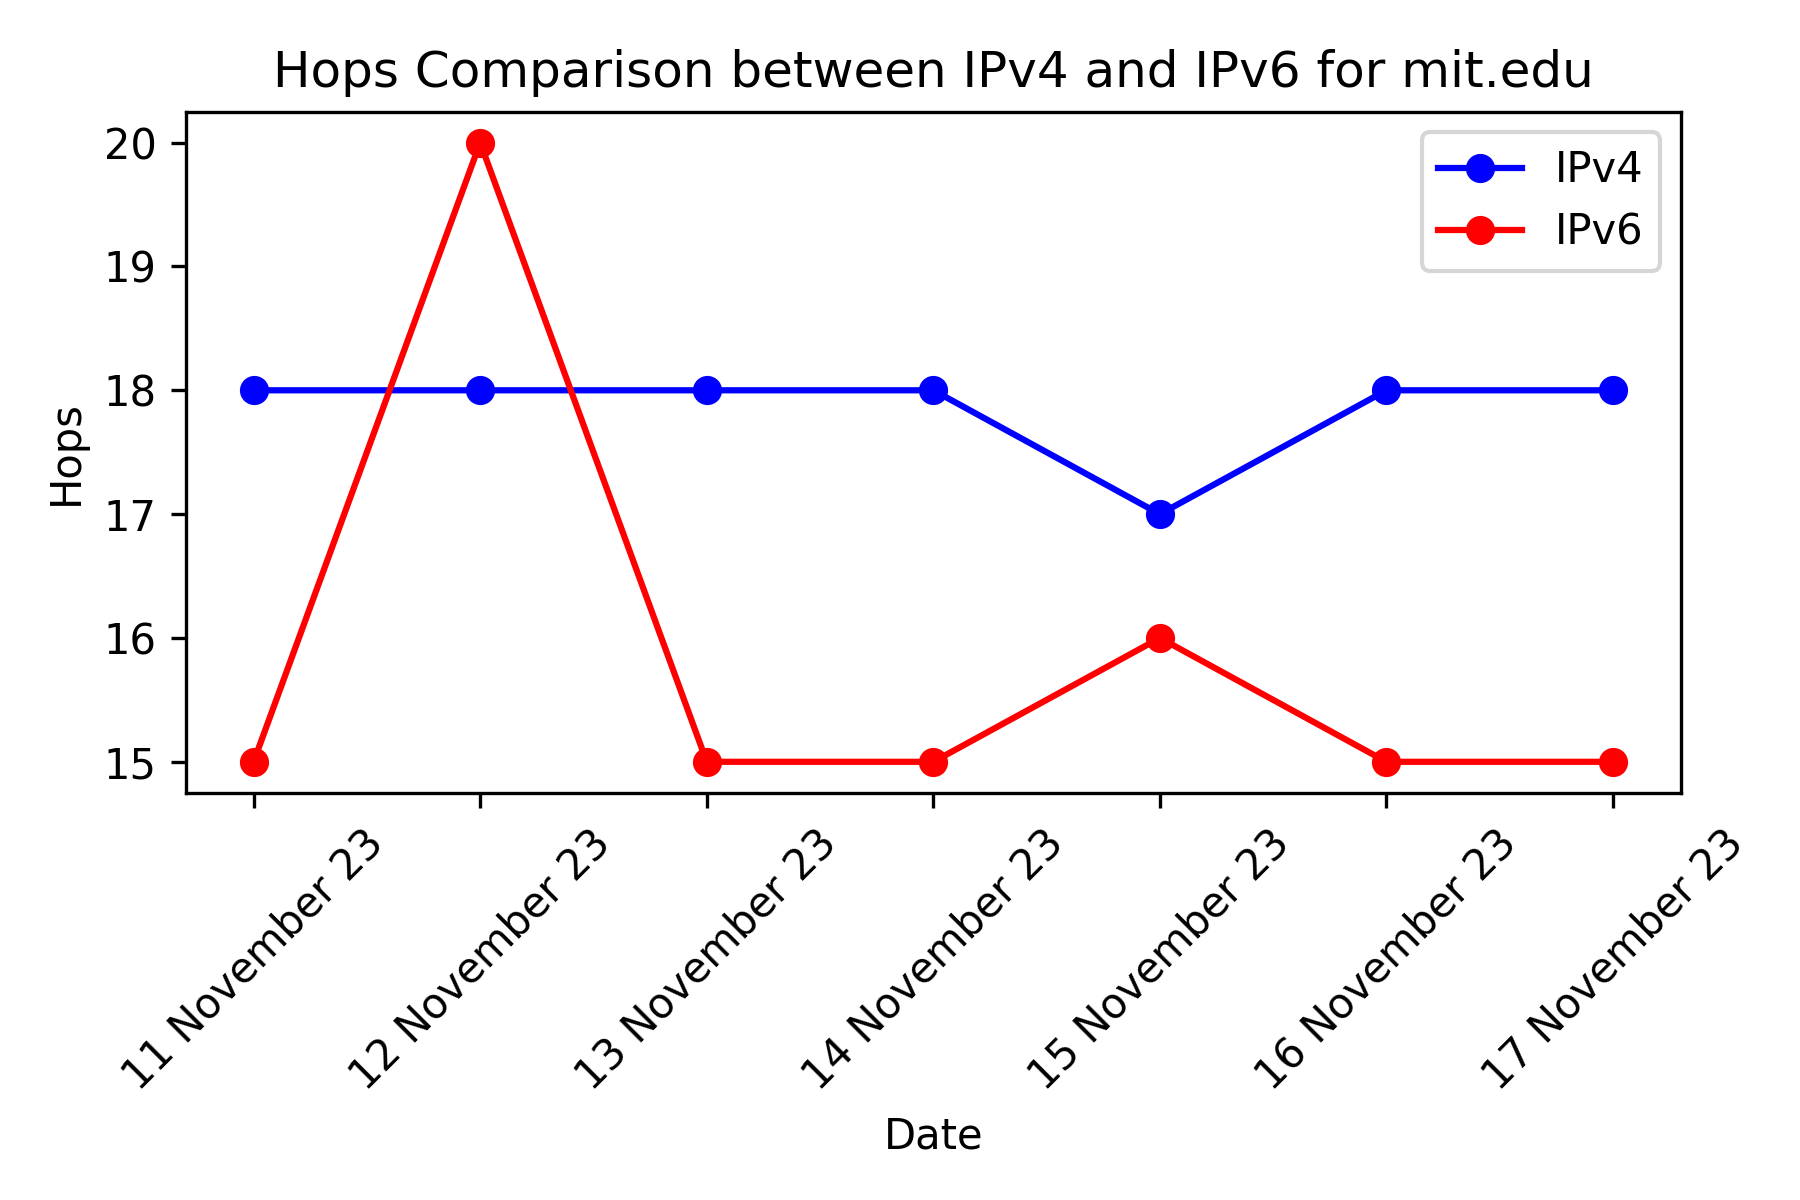 Hops Comparison between IPv4 and IPv6 for mit.edu
IPv4
IPv6
20
19
18
17
16
15
Hops
11 November 23
12 November 23
13 November 23
14 November 23
15 November 23
16 November 23
17 November 23
Date